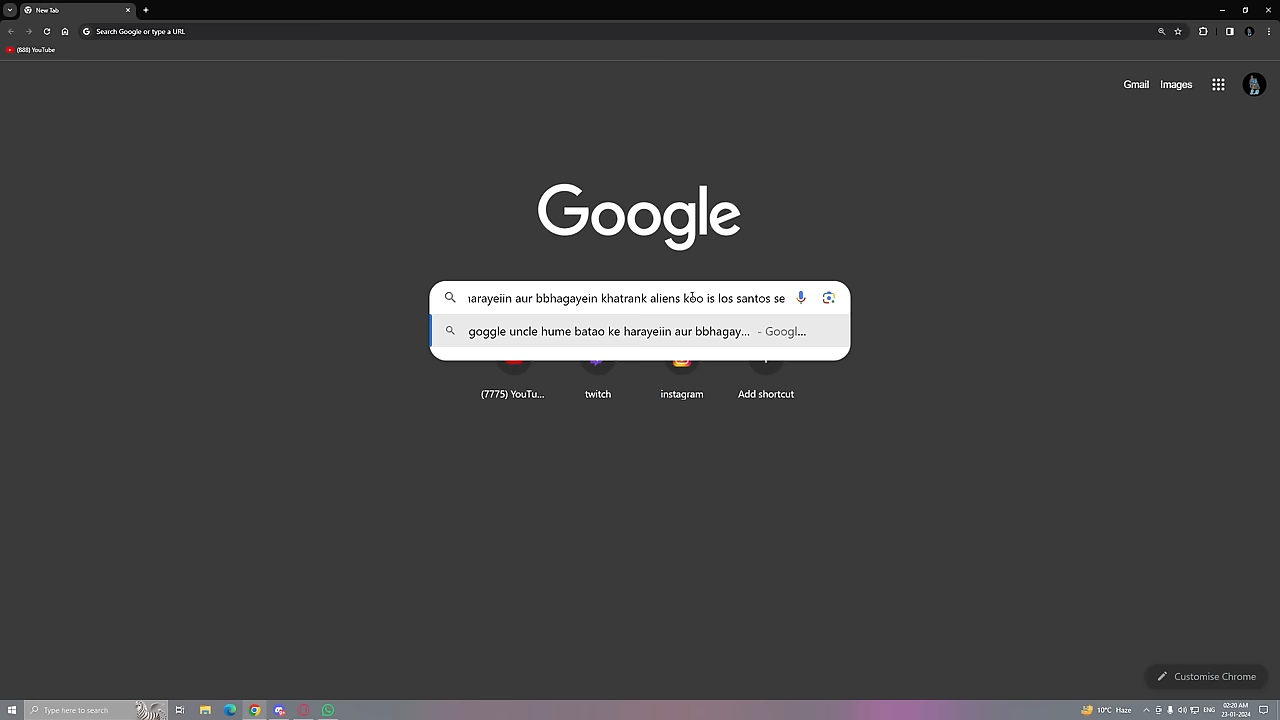 New Tab
Search Google or type a URL
(688) YouTube
Gmail Images
Google
harayeiin aur bbhagayein khatrank aliens koo is los santos se
goggle uncle hume batao ke harayeiin aur bbhagay... - Googl...
(7775) YouTu... twitch instagram Add shortcut
Customise Chrome
Type here to search
10°C Haze
ENG
02:20 AM
23-01-2024